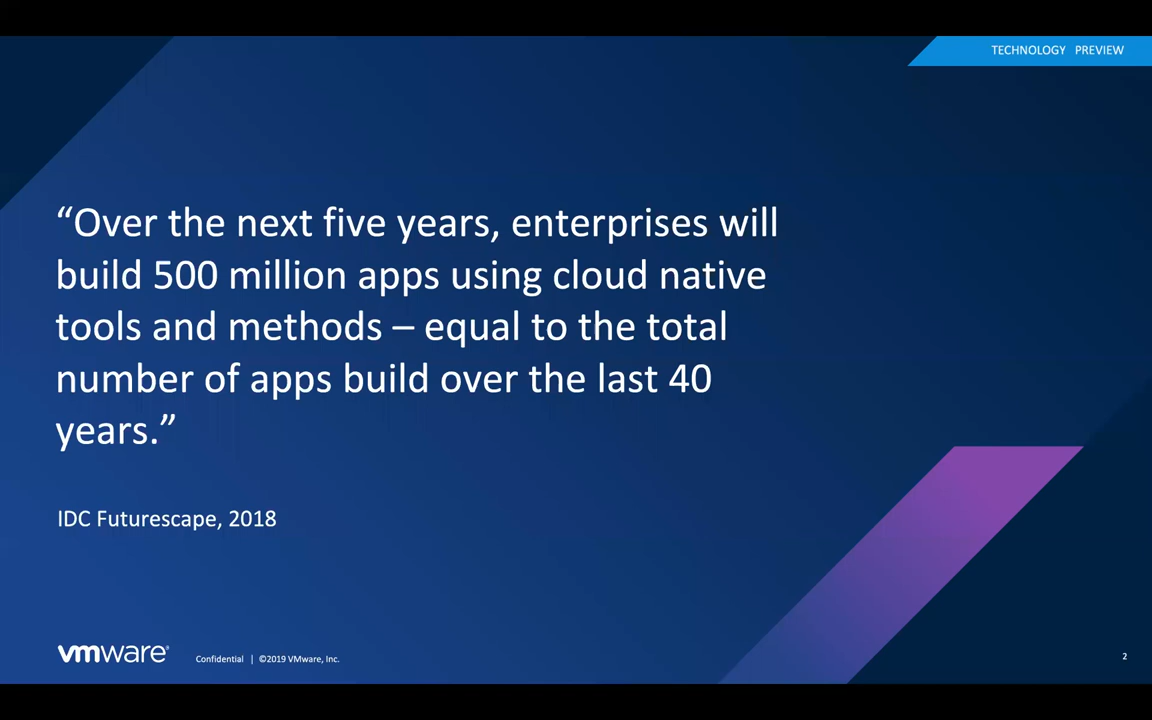 TECHNOLOGY PREVIEW
“Over the next five years, enterprises will
build 500 million apps using cloud native
tools and methods – equal to the total
number of apps build over the last 40
years.”
IDC Futurescape, 2018
vmware® Confidential | ©2019 VMware, Inc. 2